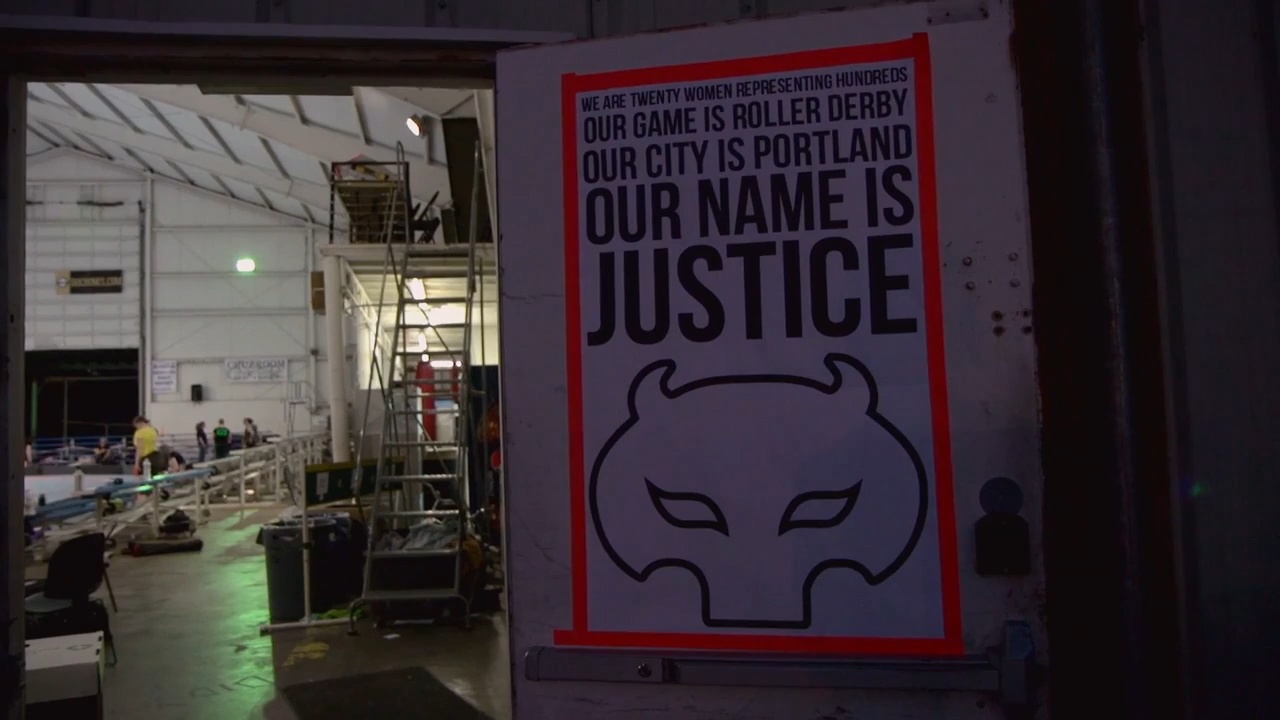 WE ARE TWENTY WOMEN REPRESENTING HUNDREDS
OUR GAME IS ROLLER DERBY
OUR CITY IS PORTLAND
OUR NAME IS
JUSTICE